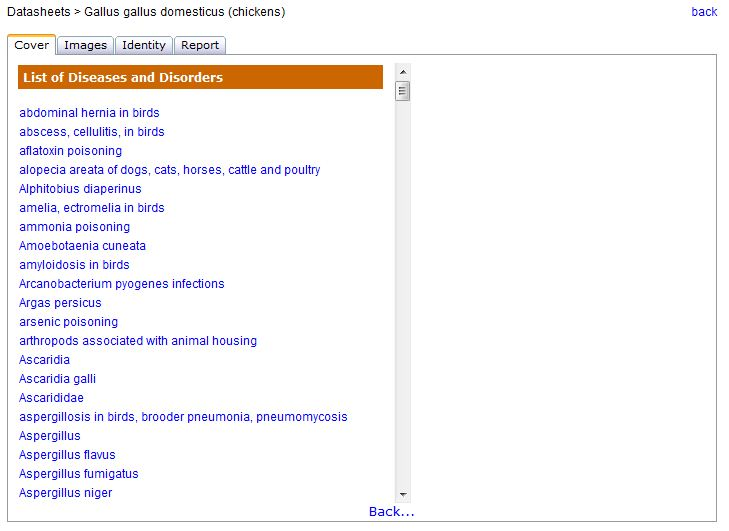 Datasheets > Gallus gallus domesticus (chickens)
back
Cover
Images
Identity
Report
List of Diseases and Disorders
abdominal hernia in birds
abscess, cellulitis, in birds
aflatoxin poisoning
alopecia areata of dogs, cats, horses, cattle and poultry
Alphitobius diaperinus
amelia, ectromelia in birds
ammonia poisoning
Amoebotaenia cuneata
amyloidosis in birds
Arcanobacterium pyogenes infections
Argas persicus
arsenic poisoning
arthropods associated with animal housing
Ascaridia
Ascaridia galli
Ascarididae
aspergillosis in birds, brooder pneumonia, pneumomycosis
Aspergillus
Aspergillus flavus
Aspergillus fumigatus
Aspergillus niger
Back...